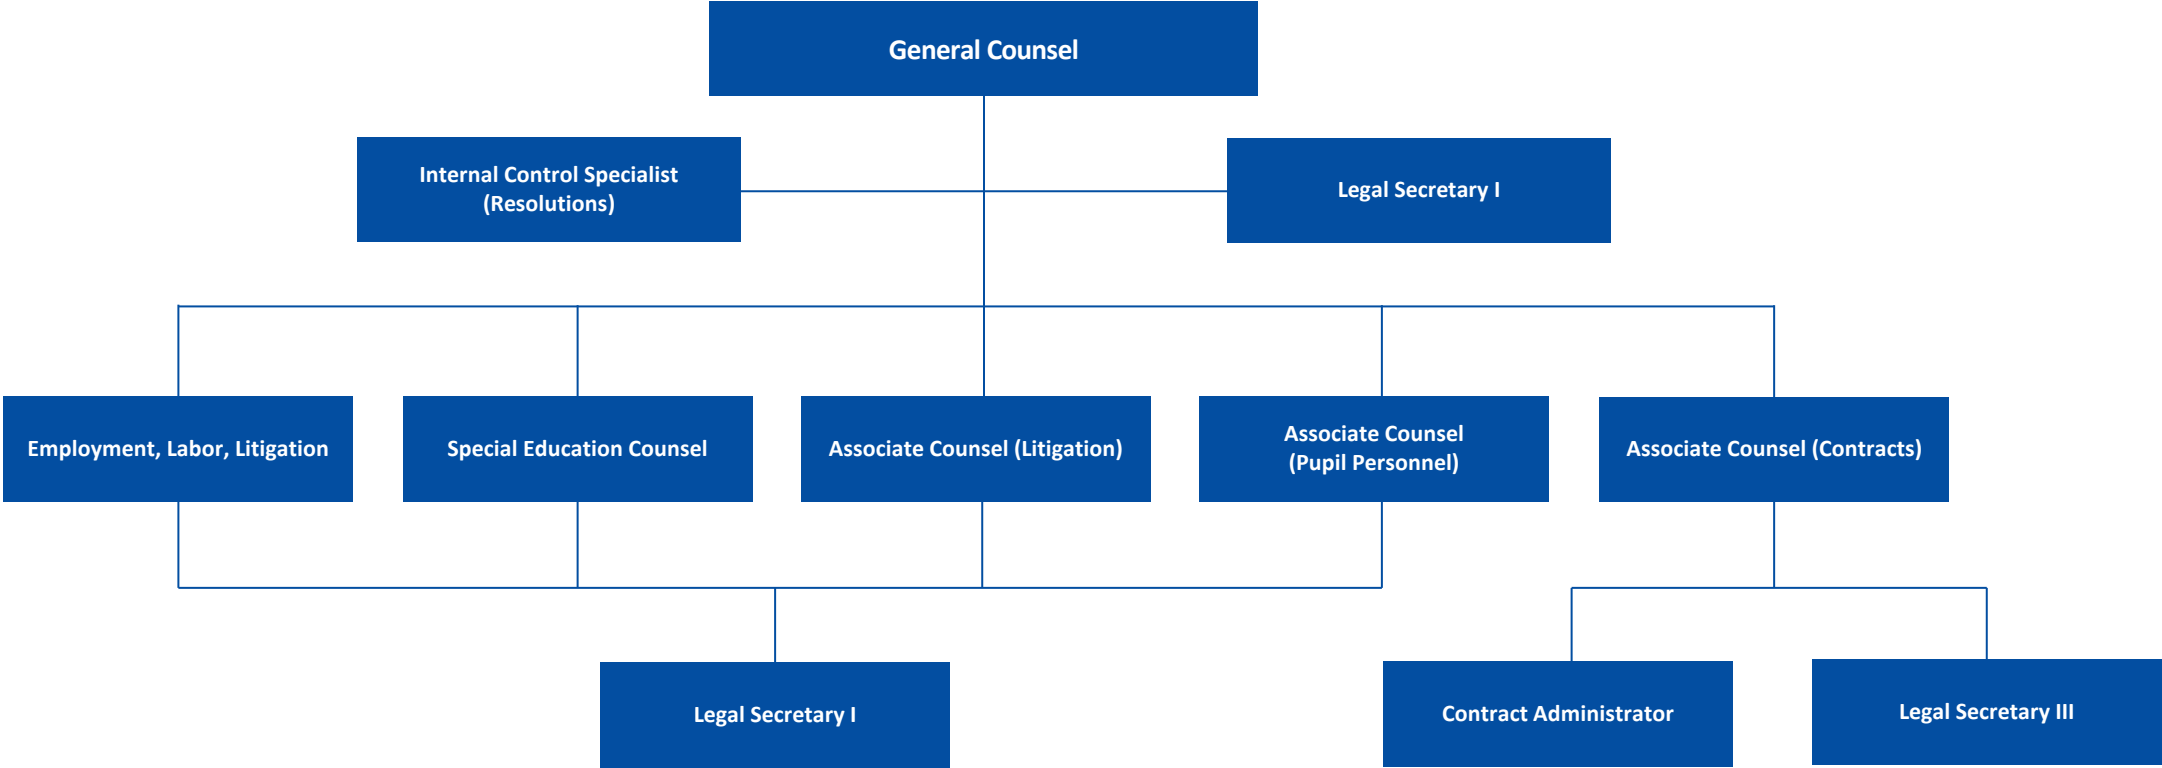 General Counsel
Internal Control Specialist
(Resolutions)
Legal Secretary I
Employment, Labor, Litigation
Special Education Counsel
Associate Counsel (Litigation)
Associate Counsel
(Pupil Personnel)
Associate Counsel (Contracts)
Legal Secretary I
Contract Administrator
Legal Secretary III